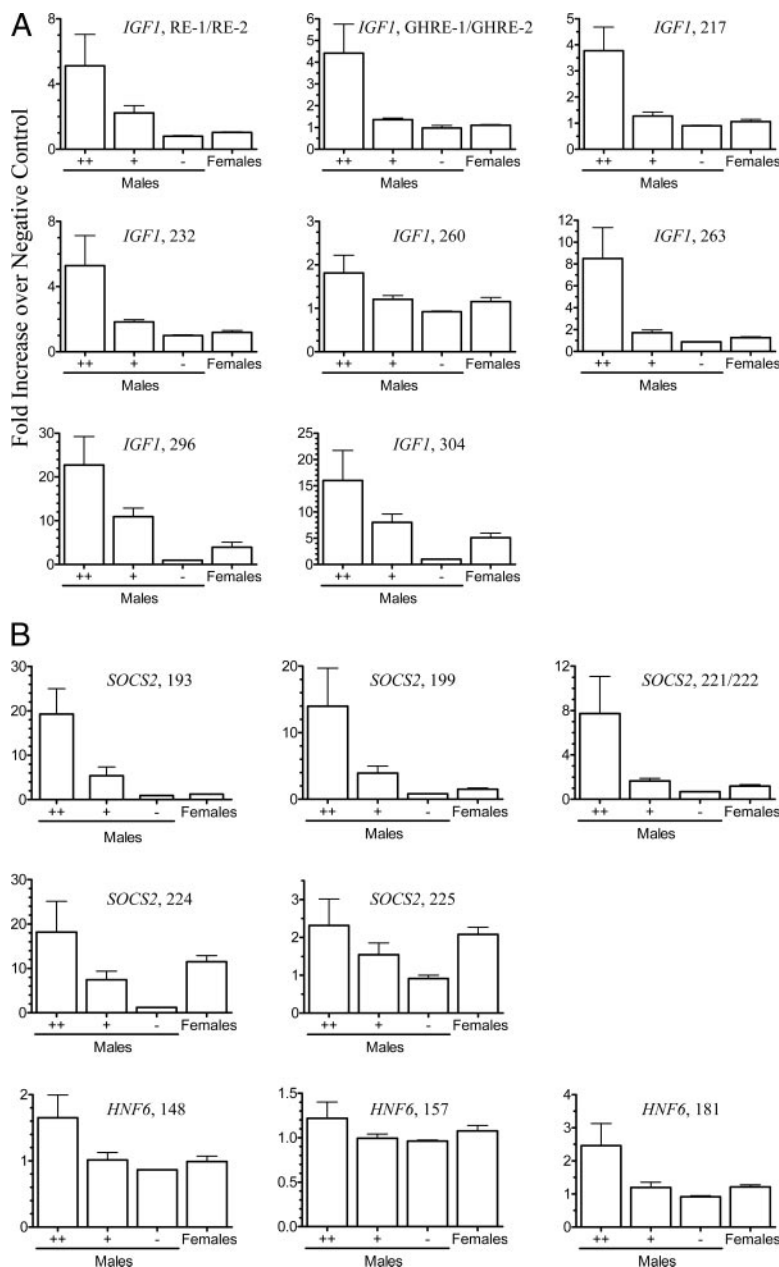 A
Fold Increase over Negative Control
IGF1, RE-1/RE-2
8
6
4
2
0
++ + - Females
Males
IGF1, GHRE-1/GHRE-2
6
5
4
3
2
1
0
++ + - Females
Males
IGF1, 217
5
4
3
2
1
0
++ + - Females
Males
IGF1, 232
8
6
4
2
0
++ + - Females
Males
IGF1, 260
3
2
1
0
++ + - Females
Males
IGF1, 263
12
10
8
6
4
2
0
++ + - Females
Males
IGF1, 296
30
20
10
0
++ + - Females
Males
IGF1, 304
25
20
15
10
5
0
++ + - Females
Males
B
SOCS2, 193
30
20
10
0
++ + - Females
Males
SOCS2, 199
20
10
0
++ + - Females
Males
SOCS2, 221/222
12
8
4
0
++ + - Females
Males
SOCS2, 224
30
20
10
0
++ + - Females
Males
SOCS2, 225
4
3
2
1
0
++ + - Females
Males
HNF6, 148
2
1
0
++ + - Females
Males
HNF6, 157
1.5
1.0
0.5
0.0
++ + - Females
Males
HNF6, 181
4
3
2
1
0
++ + - Females
Males